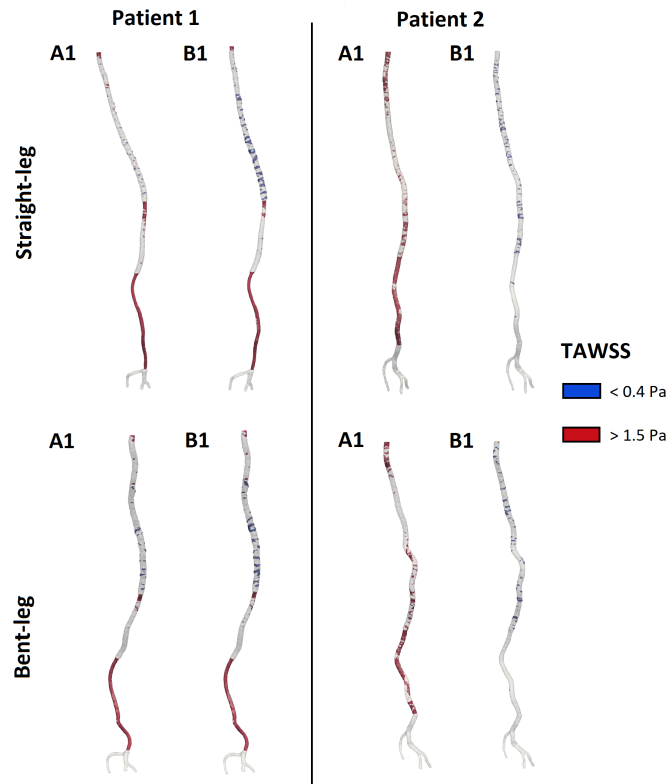 Patient 1
Patient 2
A1
B1
A1
B1
Straight-leg
TAWSS
< 0.4 Pa
> 1.5 Pa
A1
B1
A1
B1
Bent-leg